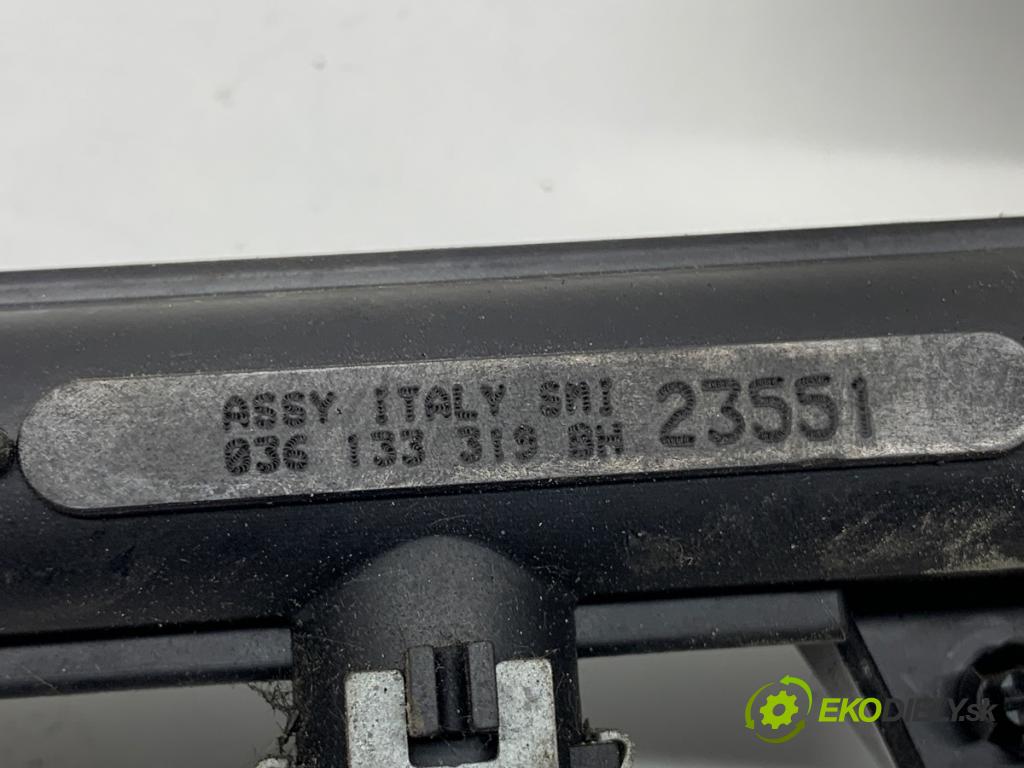 ASSY ITALY SMI
036 133 319 BH 23551
EKODIELY.sk